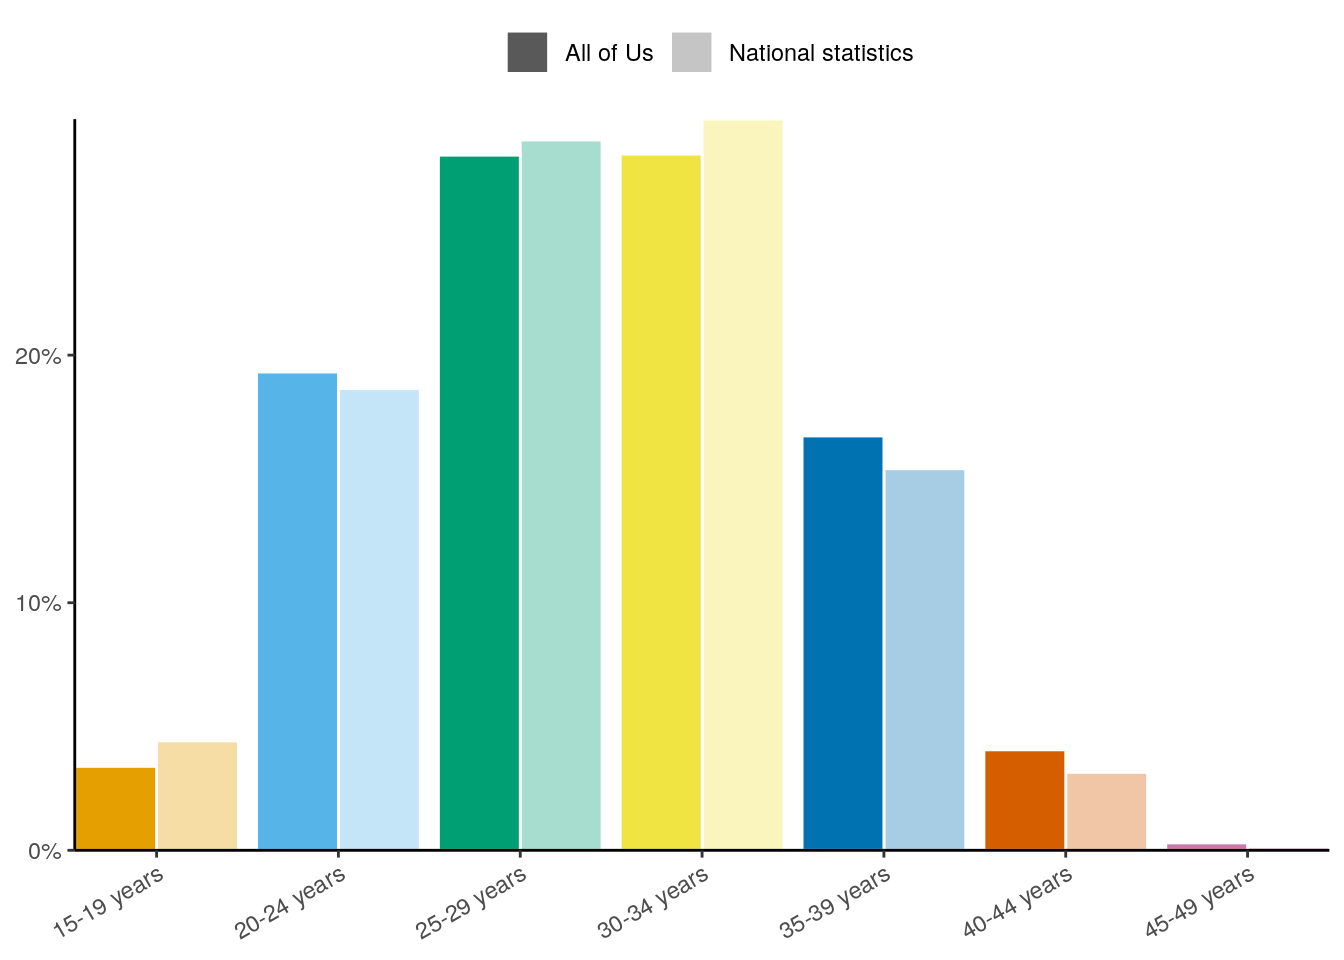 All of Us National statistics
20%
10%
0%
15-19 years
20-24 years
25-29 years
30-34 years
35-39 years
40-44 years
45-49 years